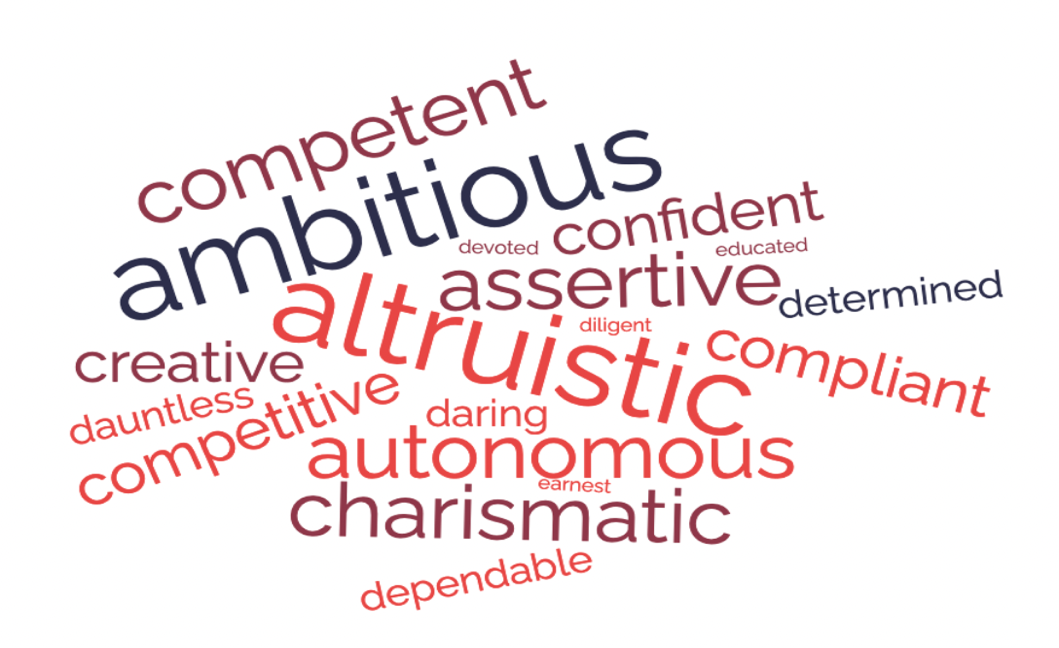 competent
ambitious
confident
devoted
educated
assertive
determined
altruistic
diligent
compliant
creative
dauntless
competitive
daring
autonomous
earnest
charismatic
dependable